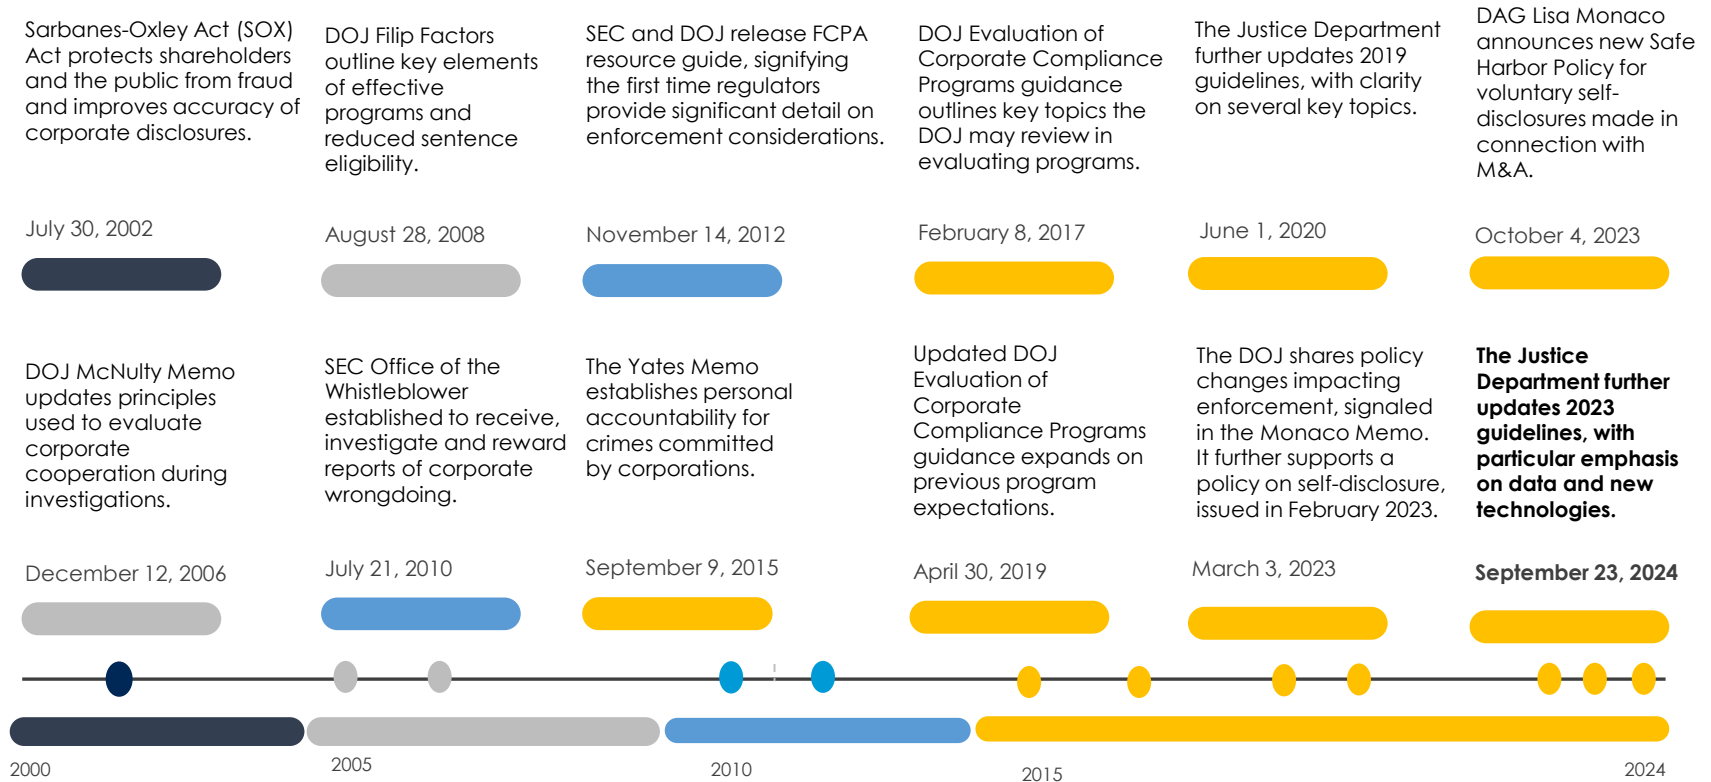 Sarbanes-Oxley Act (SOX)
Act protects shareholders
and the public from fraud
and improves accuracy of
corporate disclosures.
July 30, 2002
DOJ Filip Factors
outline key elements
of effective
programs and
reduced sentence
eligibility.
August 28, 2008
SEC and DOJ release FCPA
resource guide, signifying
the first time regulators
provide significant detail on
enforcement considerations.
November 14, 2012
DOJ Evaluation of
Corporate Compliance
Programs guidance
outlines key topics the
DOJ may review in
evaluating programs.
February 8, 2017
The Justice Department
further updates 2019
guidelines, with clarity
on several key topics.
June 1, 2020
DAG Lisa Monaco
announces new Safe
Harbor Policy for
voluntary self-
disclosures made in
connection with
M&A.
October 4, 2023
DOJ McNulty Memo
updates principles
used to evaluate
corporate
cooperation during
investigations.
December 12, 2006
SEC Office of the
Whistleblower
established to receive,
investigate and reward
reports of corporate
wrongdoing.
July 21, 2010
The Yates Memo
establishes personal
accountability for
crimes committed
by corporations.
September 9, 2015
Updated DOJ
Evaluation of
Corporate
Compliance Programs
guidance expands on
previous program
expectations.
April 30, 2019
The DOJ shares policy
changes impacting
enforcement, signaled
in the Monaco Memo.
It further supports a
policy on self-disclosure,
issued in February 2023.
March 3, 2023
The Justice
Department further
updates 2023
guidelines, with
particular emphasis
on data and new
technologies.
September 23, 2024
2000
2005
2010
2015
2024